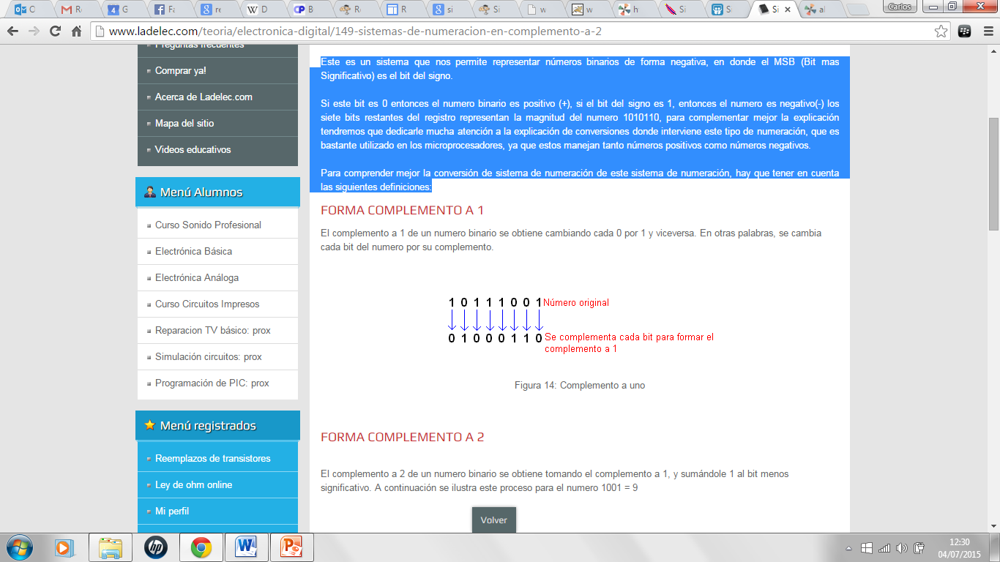 O
R
G
Fa
re
W
B
Re
R
si
Si
w
w
h
Si
S
Si
al
Carlos
www.ladelec.com/teoria/electronica-digital/149-sistemas-de-numeracion-en-complemento-a-2
Preguntas frecuentes
Comprar ya!
Acerca de Ladelec.com
Mapa del sitio
Videos educativos
Menú Alumnos
Curso Sonido Profesional
Electrónica Básica
Electrónica Análoga
Curso Circuitos Impresos
Reparacion TV básico: prox
Simulación circuitos: prox
Programación de PIC: prox
Menú registrados
Reemplazos de transistores
Ley de ohm online
Mi perfil
Este es un sistema que nos permite representar números binarios de forma negativa, en donde el MSB (Bit mas
Significativo) es el bit del signo.
Si este bit es 0 entonces el numero binario es positivo (+), si el bit del signo es 1, entonces el numero es negativo(-) los
siete bits restantes del registro representan la magnitud del numero 1010110, para complementar mejor la explicación
tendremos que dedicarle mucha atención a la explicación de conversiones donde interviene este tipo de numeración, que es
bastante utilizado en los microprocesadores, ya que estos manejan tanto números positivos como números negativos.
Para comprender mejor la conversión de sistema de numeración de este sistema de numeración, hay que tener en cuenta
las siguientes definiciones:
FORMA COMPLEMENTO A 1
El complemento a 1 de un numero binario se obtiene cambiando cada 0 por 1 y viceversa. En otras palabras, se cambia
cada bit del numero por su complemento.
1 0 1 1 1 0 0 1 Número original
0 1 0 0 0 1 1 0 Se complementa cada bit para formar el
complemento a 1
Figura 14: Complemento a uno
FORMA COMPLEMENTO A 2
El complemento a 2 de un numero binario se obtiene tomando el complemento a 1, y sumándole 1 al bit menos
significativo. A continuación se ilustra este proceso para el numero 1001 = 9
Volver
12:30
04/07/2015